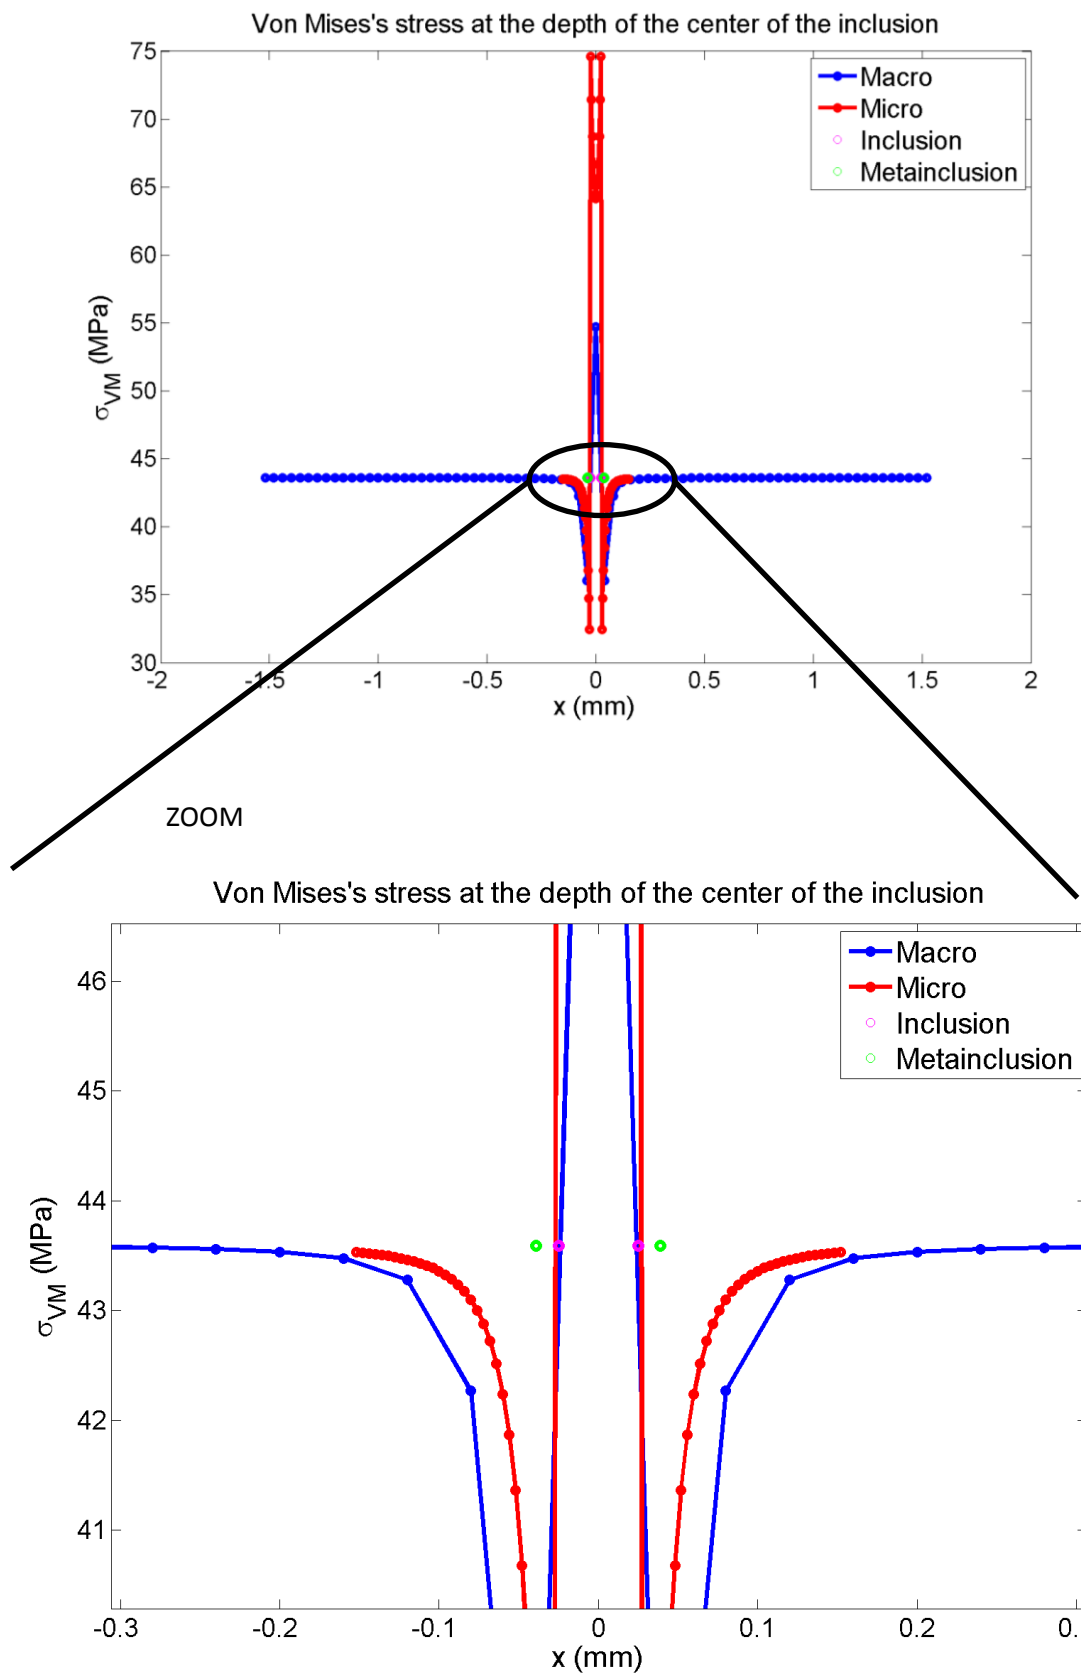 Von Mises's stress at the depth of the center of the inclusion
75
70
65
60
55
50
45
40
35
30
σVM (MPa)
Macro
Micro
Inclusion
Metainclusion
-2 -1.5 -1 -0.5 0 0.5 1 1.5 2
x (mm)
ZOOM
Von Mises's stress at the depth of the center of the inclusion
46
45
44
43
42
41
σVM (MPa)
Macro
Micro
Inclusion
Metainclusion
-0.3 -0.2 -0.1 0 0.1 0.2 0.
x (mm)